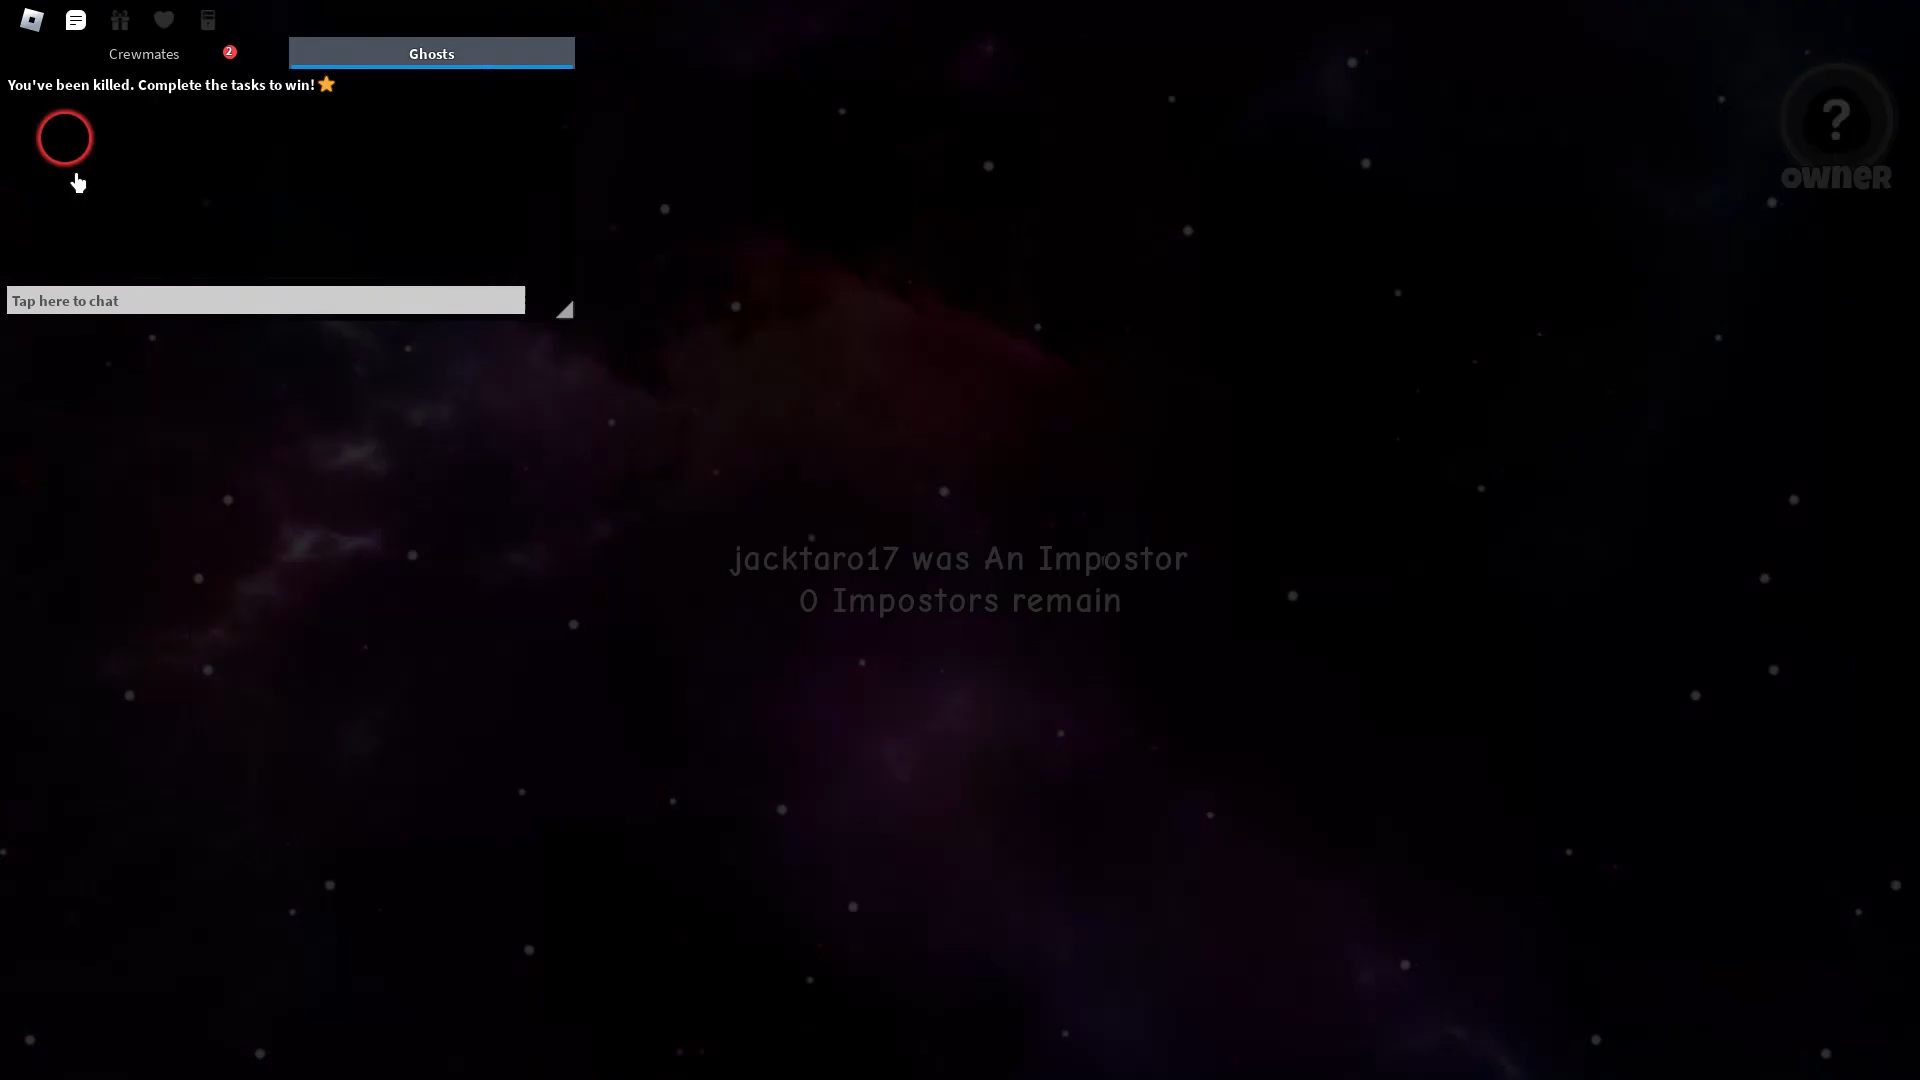 Crewmates
2
Ghosts
You've been killed. Complete the tasks to win!
Tap here to chat
?
OWNER
jacktaro17 was An Impostor
0 Impostors remain